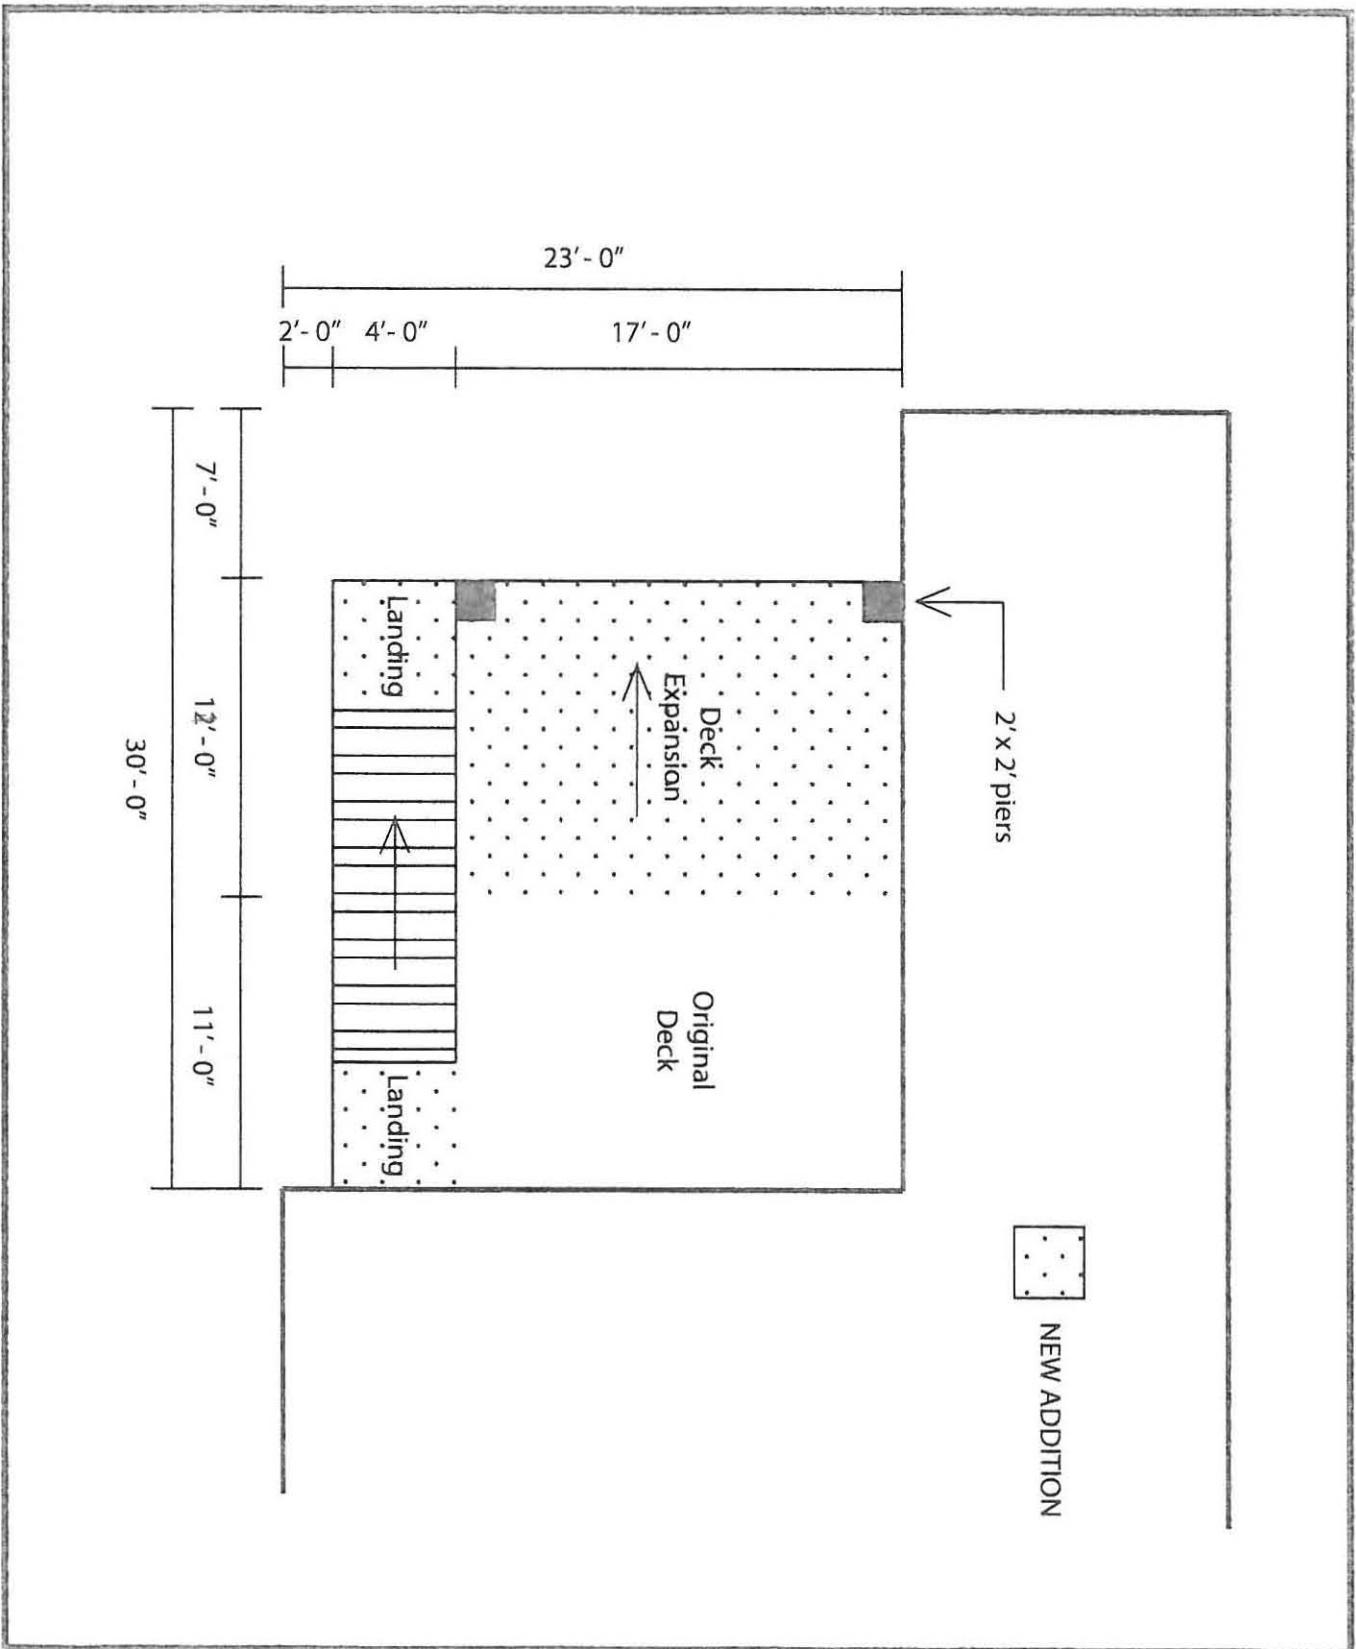 23'- 0"
2'- 0"
4'- 0"
17'- 0"
7'- 0"
12'- 0"
11'- 0"
30'- 0"
Landing
Landing
Deck
Expansion
Original
Deck
2' x 2' piers
NEW ADDITION